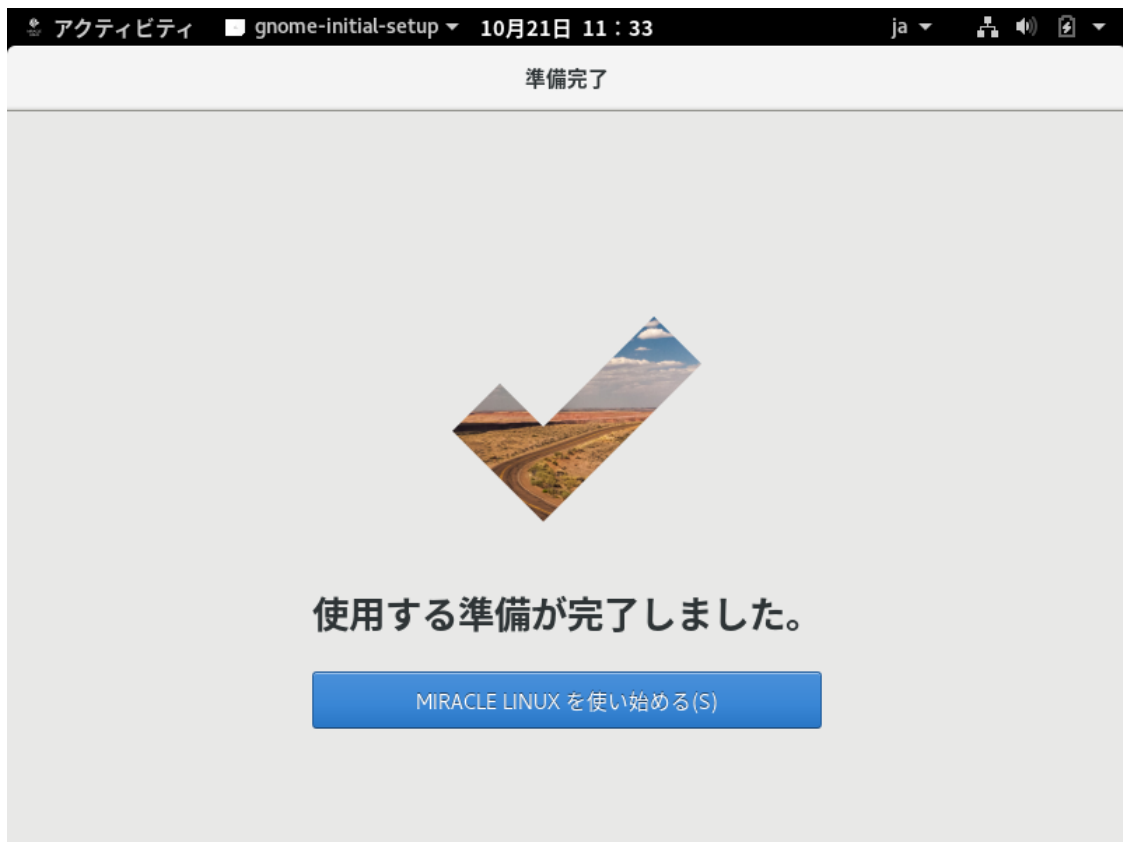 アクティビティ gnome-initial-setup 10月21日 11：33 ja
準備完了
使用する準備が完了しました。
MIRACLE LINUX を使い始める(S)